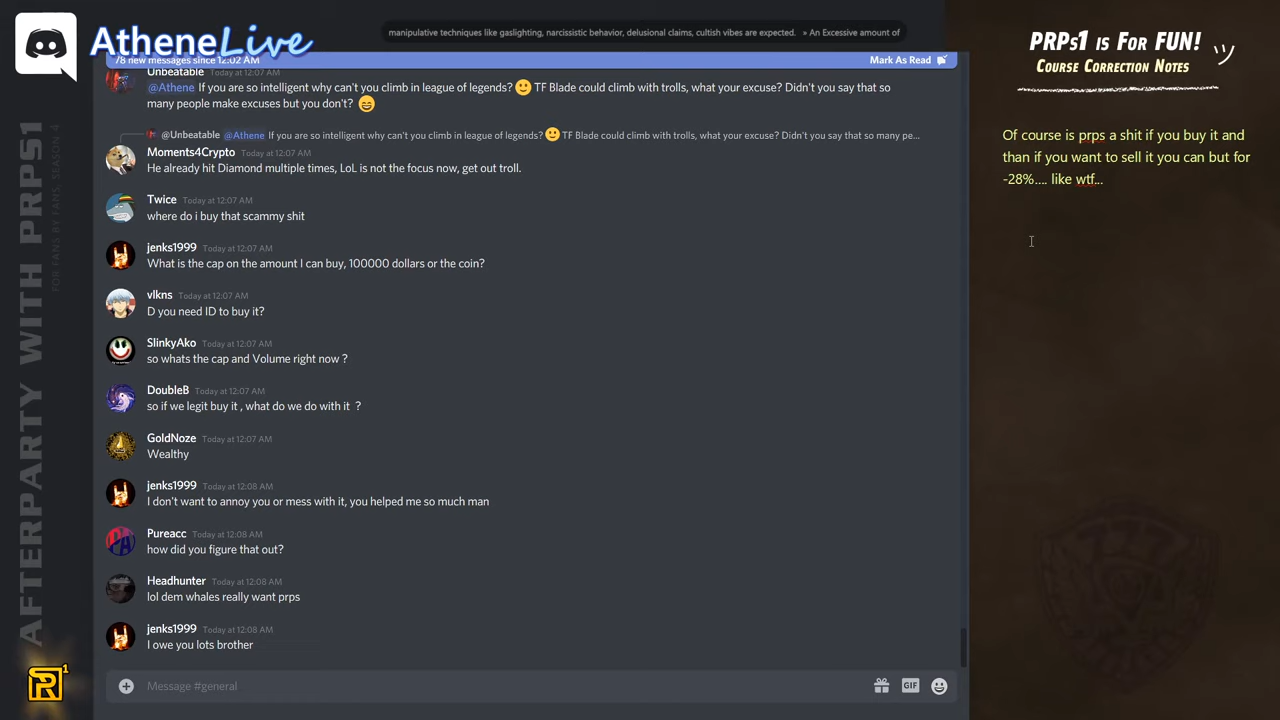 AtheneLive
manipulative techniques like gaslighting, narcissistic behavior, delusional claims, cultish vibes are expected.   » An Excessive amount of
PRPs1 is For FUN!
Course Correction Notes
ツ
78 new messages since 12:02 AM
Mark As Read
Unbeatable Today at 12:07 AM
@Athene If you are so intelligent why can't you climb in league of legends? 🙂 TF Blade could climb with trolls, what your excuse? Didn't you say that so
many people make excuses but you don't? 😄
@Unbeatable @Athene If you are so intelligent why can't you climb in league of legends? 🙂 TF Blade could climb with trolls, what your excuse? Didn't you say that so many pe...
Moments4Crypto Today at 12:07 AM
He already hit Diamond multiple times, LoL is not the focus now, get out troll.
Twice Today at 12:07 AM
where do i buy that scammy shit
jenks1999 Today at 12:07 AM
What is the cap on the amount I can buy, 100000 dollars or the coin?
vlkns Today at 12:07 AM
D you need ID to buy it?
SlinkyAko Today at 12:07 AM
so whats the cap and Volume right now ?
DoubleB Today at 12:07 AM
so if we legit buy it , what do we do with it ?
GoldNoze Today at 12:07 AM
Wealthy
jenks1999 Today at 12:08 AM
I don't want to annoy you or mess with it, you helped me so much man
Pureacc Today at 12:08 AM
how did you figure that out?
Headhunter Today at 12:08 AM
lol dem whales really want prps
jenks1999 Today at 12:08 AM
I owe you lots brother
Message #general
GIF
Of course is prps a shit if you buy it and
than if you want to sell it you can but for
-28%.... like wtf...
AFTERPARTY WITH PRPS1
FOR FANS BY FANS, SEASON 4